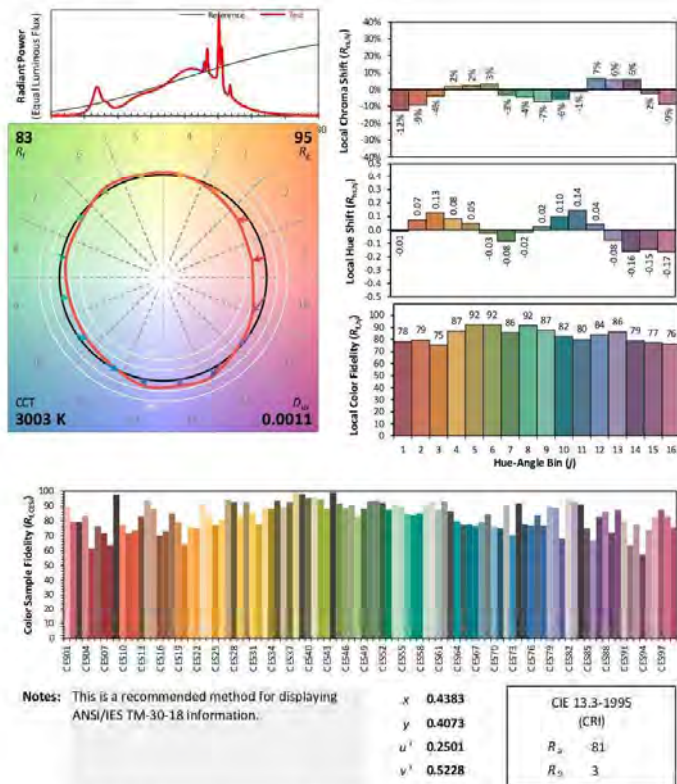 Radiant Power
(Equal Luminous Flux)
Reference
Test
83
R_f
95
R_g
CCT
3003 K
D_uv
0.0011
Local Chroma Shift (R_cs,hj)
40%
30%
20%
10%
0%
-10%
-20%
-30%
40%
-12%
-9%
-4%
2%
2%
3%
-3%
-4%
-7%
-6%
-1%
7%
6%
6%
-2%
-9%
Local Hue Shift (R_hs,hj)
0.5
0.4
0.3
0.2
0.1
0.0
-0.1
-0.2
-0.3
-0.4
-0.5
-0.01
0.07
0.13
0.08
0.05
-0.03
-0.08
-0.02
0.02
0.10
0.14
0.04
-0.08
-0.16
-0.15
-0.17
Local Color Fidelity (R_f,hj)
100
90
80
70
60
50
40
30
20
10
0
78 79 75 87 92 92 86 92 87 82 80 84 86 79 77 76
1 2 3 4 5 6 7 8 9 10 11 12 13 14 15 16
Hue-Angle Bin (j)
Color Sample Fidelity (R_f,CESi)
100
90
80
70
60
50
40
30
20
10
0
CES01 CES04 CES07 CES10 CES13 CES16 CES19 CES22 CES25 CES28 CES31 CES34 CES37 CES40 CES43 CES46 CES49 CES52 CES55 CES58 CES61 CES64 CES67 CES70 CES73 CES76 CES79 CES82 CES85 CES88 CES91 CES94 CES97
Notes: This is a recommended method for displaying
ANSI/IES TM-30-18 information.
x 0.4383
y 0.4073
u' 0.2501
v' 0.5228
CIE 13.3-1995
(CRI)
R_a 81
R_9 3